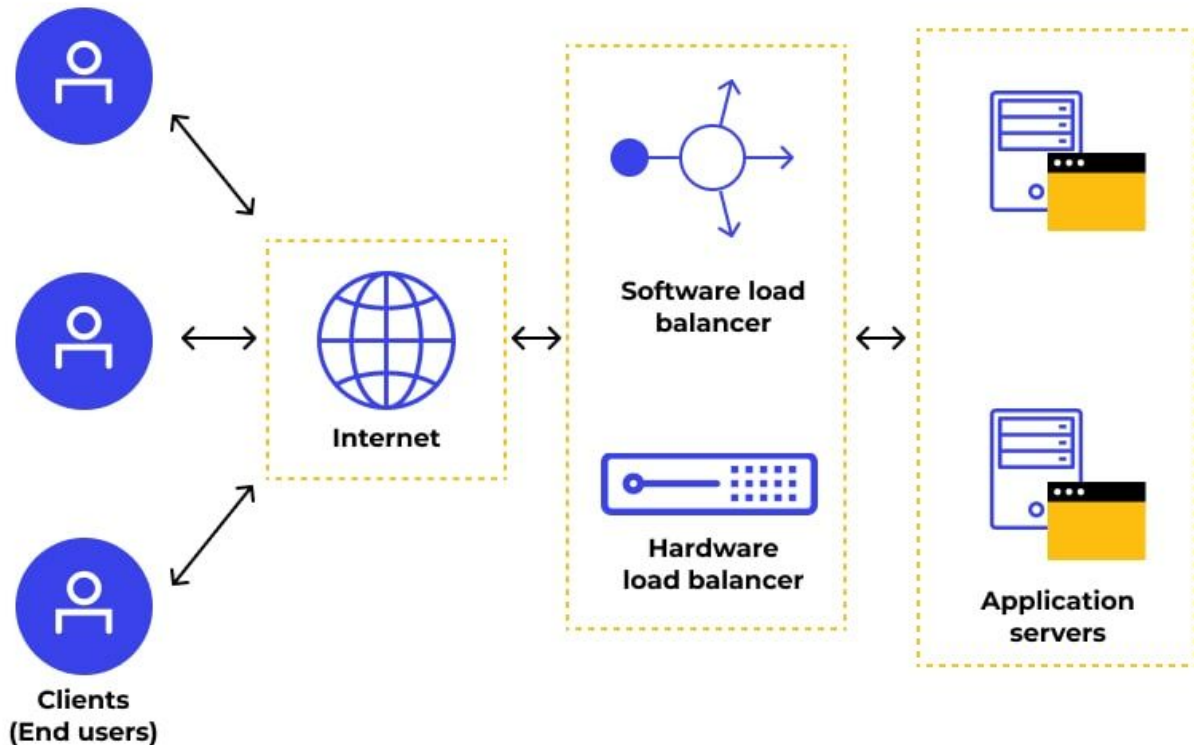 Software load
balancer
Internet
Hardware
load balancer
Application
servers
Clients
(End users)